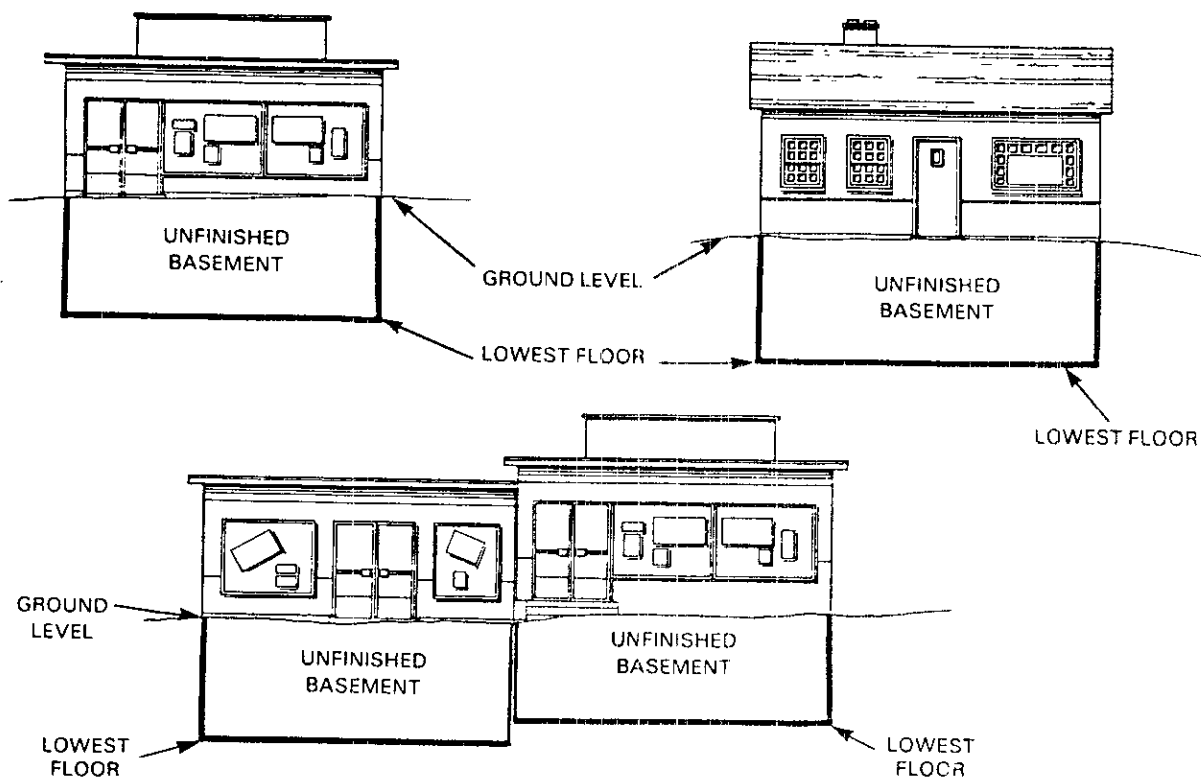 UNFINISHED
BASEMENT
GROUND LEVEL
UNFINISHED
BASEMENT
LOWEST FLOOR
LOWEST FLOOR
GROUND
LEVEL
UNFINISHED
BASEMENT
UNFINISHED
BASEMENT
LOWEST
FLOOR
LOWEST
FLOOR